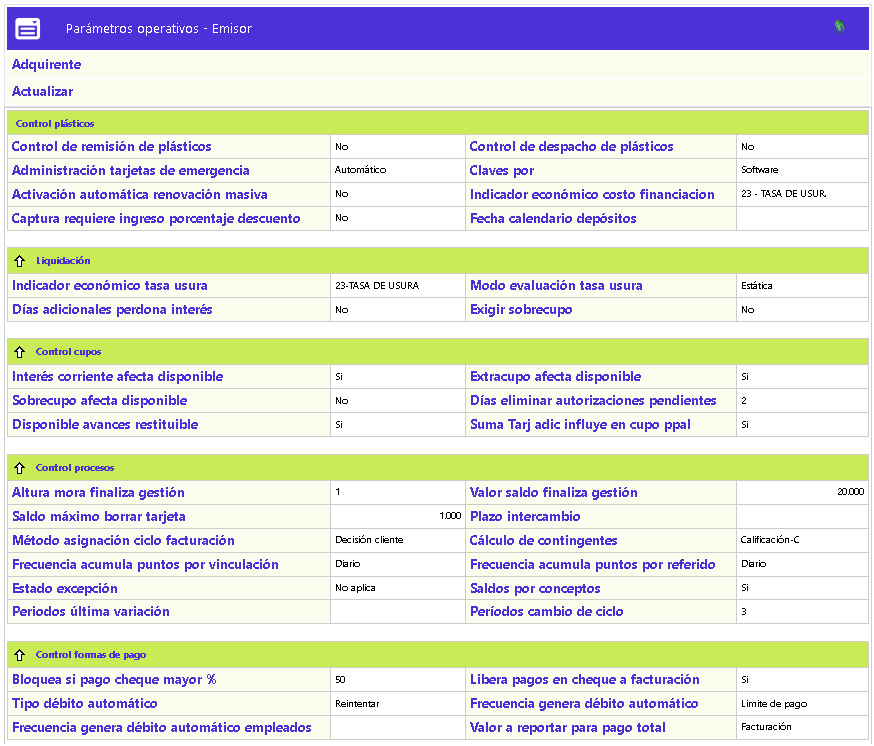 Parámetros operativos - Emisor
Adquirente
Actualizar
Control plásticos
Control de remisión de plásticos No Control de despacho de plásticos No
Administración tarjetas de emergencia Automático Claves por Software
Activación automática renovación masiva No Indicador económico costo financiacion 23 - TASA DE USUR.
Captura requiere ingreso porcentaje descuento No Fecha calendario depósitos
Liquidación
Indicador económico tasa usura 23-TASA DE USURA Modo evaluación tasa usura Estática
Días adicionales perdona interés No Exigir sobrecupo No
Control cupos
Interés corriente afecta disponible Si Extracupo afecta disponible Si
Sobrecupo afecta disponible No Días eliminar autorizaciones pendientes 2
Disponible avances restituible Si Suma Tarj adic influye en cupo ppal Si
Control procesos
Altura mora finaliza gestión 1 Valor saldo finaliza gestión 20.000
Saldo máximo borrar tarjeta 1.000 Plazo intercambio
Método asignación ciclo facturación Decisión cliente Cálculo de contingentes Calificación-C
Frecuencia acumula puntos por vinculación Diario Frecuencia acumula puntos por referido Diario
Estado excepción No aplica Saldos por conceptos Si
Periodos última variación Períodos cambio de ciclo 3
Control formas de pago
Bloquea si pago cheque mayor % 50 Libera pagos en cheque a facturación Si
Tipo débito automático Reintentar Frecuencia genera débito automático Limite de pago
Frecuencia genera débito automático empleados Valor a reportar para pago total Facturación